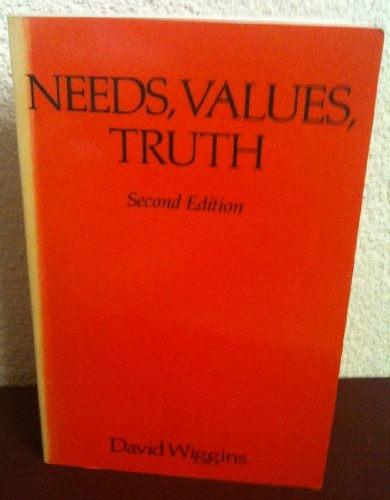 NEEDS, VALUES,
TRUTH
Second Edition
David Wiggins